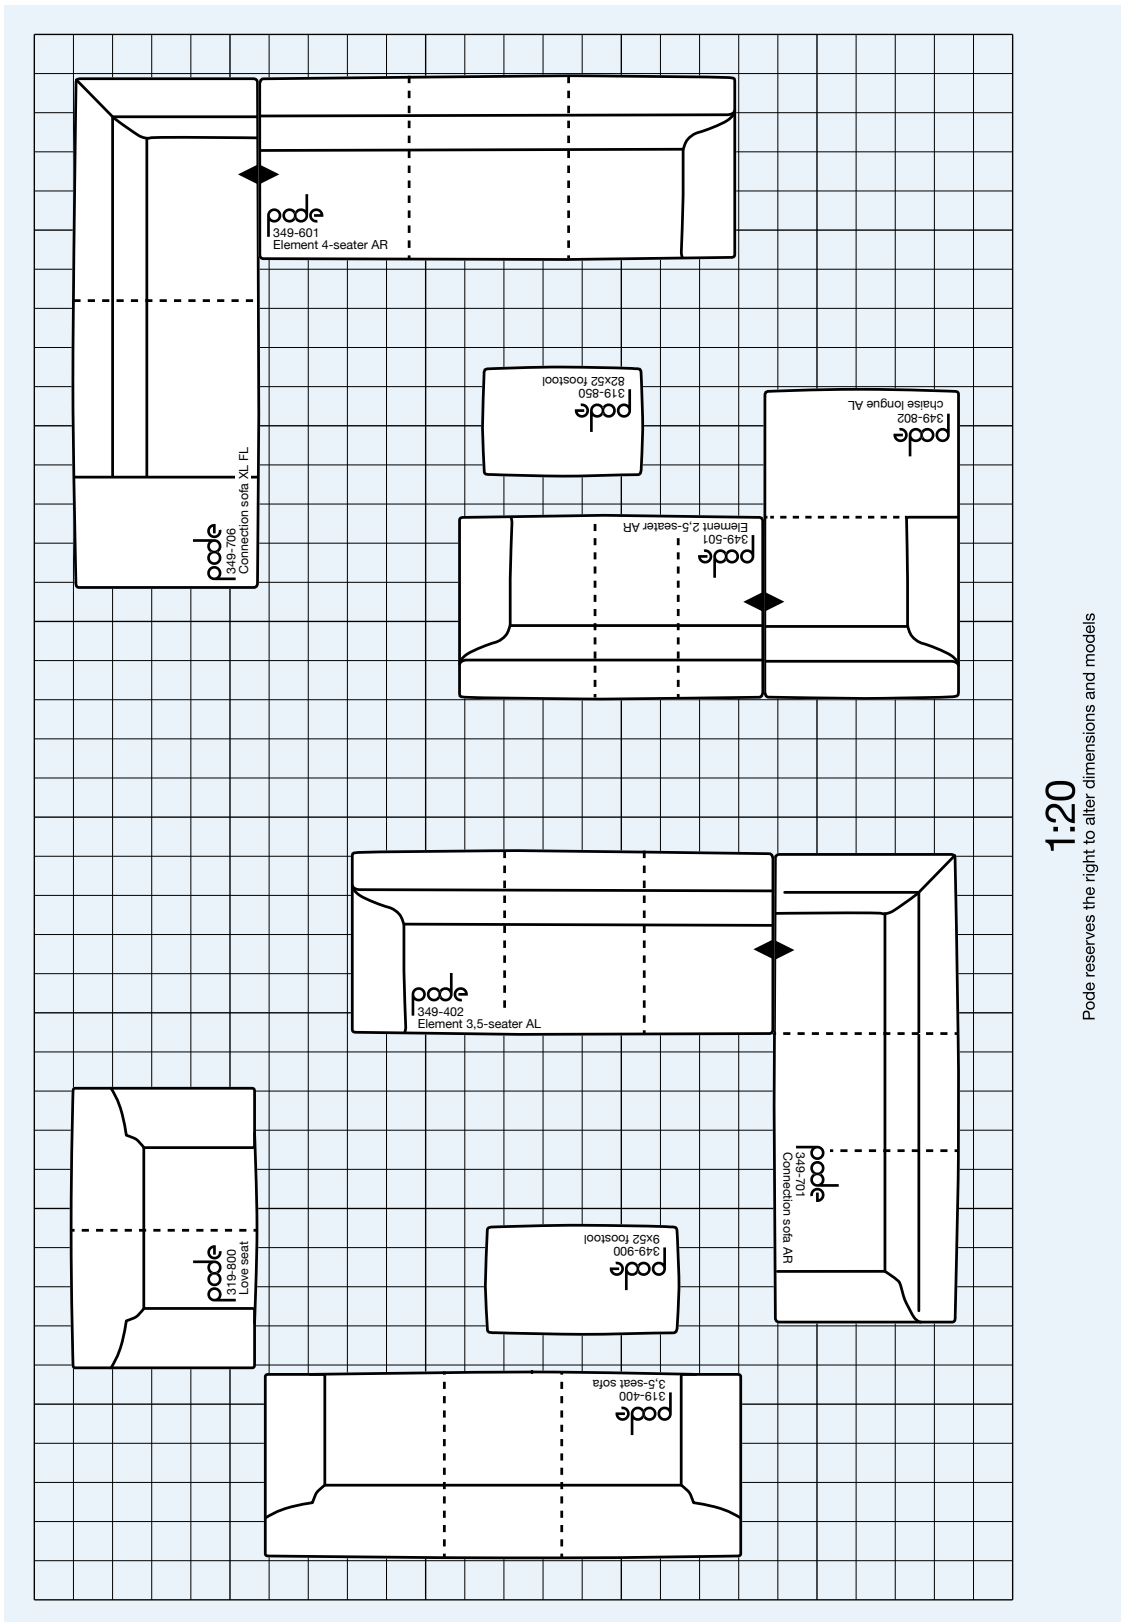 pode
349-601
Element 4-seater AR
pode
349-706
Connection sofa XL FL
pode
319-850
82x52 foostool
pode
349-802
chaise longue AL
pode
349-501
Element 2,5-seater AR
pode
349-402
Element 3,5-seater AL
pode
349-701
Connection sofa AR
pode
319-800
Love seat
pode
349-900
9x52 foostool
pode
319-400
3,5-seat sofa
1:20
Pode reserves the right to alter dimensions and models